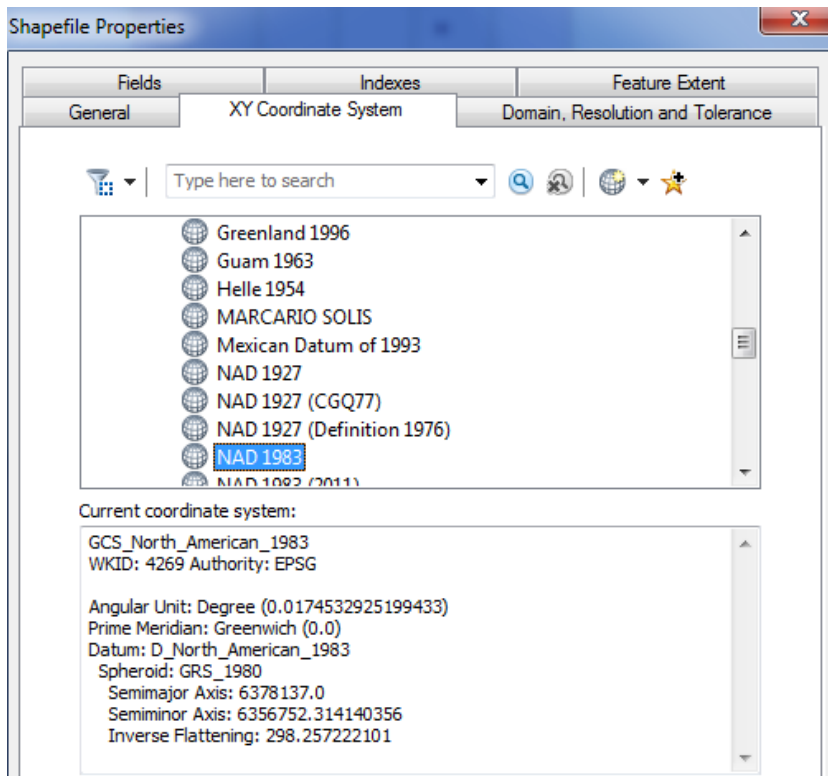 Shapefile Properties
x
Fields Indexes Feature Extent
General XY Coordinate System Domain, Resolution and Tolerance
Type here to search
Greenland 1996
Guam 1963
Helle 1954
MARCARIO SOLIS
Mexican Datum of 1993
NAD 1927
NAD 1927 (CGQ77)
NAD 1927 (Definition 1976)
NAD 1983
NAD 1983 (2011)
Current coordinate system:
GCS_North_American_1983
WKID: 4269 Authority: EPSG
Angular Unit: Degree (0.0174532925199433)
Prime Meridian: Greenwich (0.0)
Datum: D_North_American_1983
Spheroid: GRS_1980
Semimajor Axis: 6378137.0
Semiminor Axis: 6356752.314140356
Inverse Flattening: 298.257222101